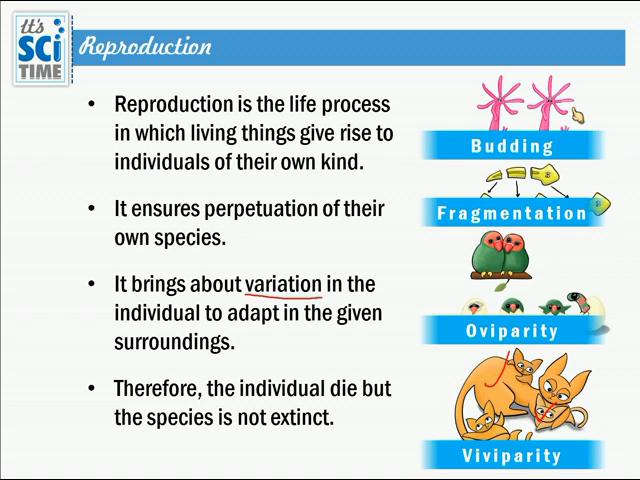 It's
SCi
TIME
Reproduction
• Reproduction is the life process
in which living things give rise to
individuals of their own kind.
• It ensures perpetuation of their
own species.
• It brings about variation in the
individual to adapt in the given
surroundings.
• Therefore, the individual die but
the species is not extinct.
Budding
Fragmentation
Oviparity
Viviparity